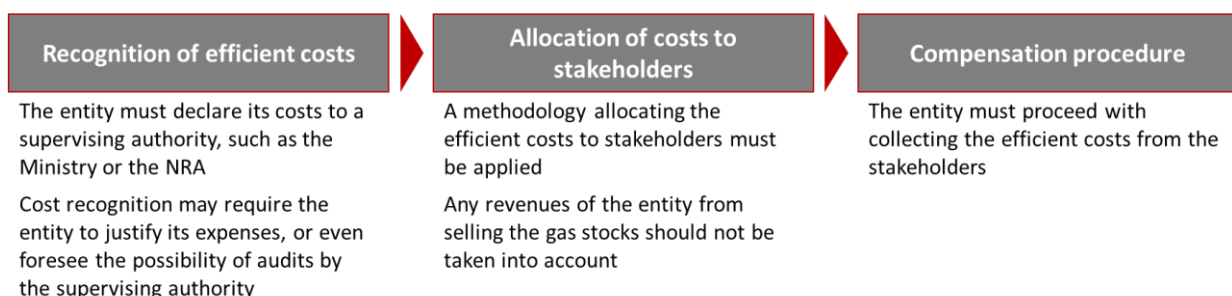 Recognition of efficient costs
The entity must declare its costs to a
supervising authority, such as the
Ministry or the NRA
Cost recognition may require the
entity to justify its expenses, or even
foresee the possibility of audits by
the supervising authority
Allocation of costs to
stakeholders
A methodology allocating the
efficient costs to stakeholders must
be applied
Any revenues of the entity from
selling the gas stocks should not be
taken into account
Compensation procedure
The entity must proceed with
collecting the efficient costs from the
stakeholders